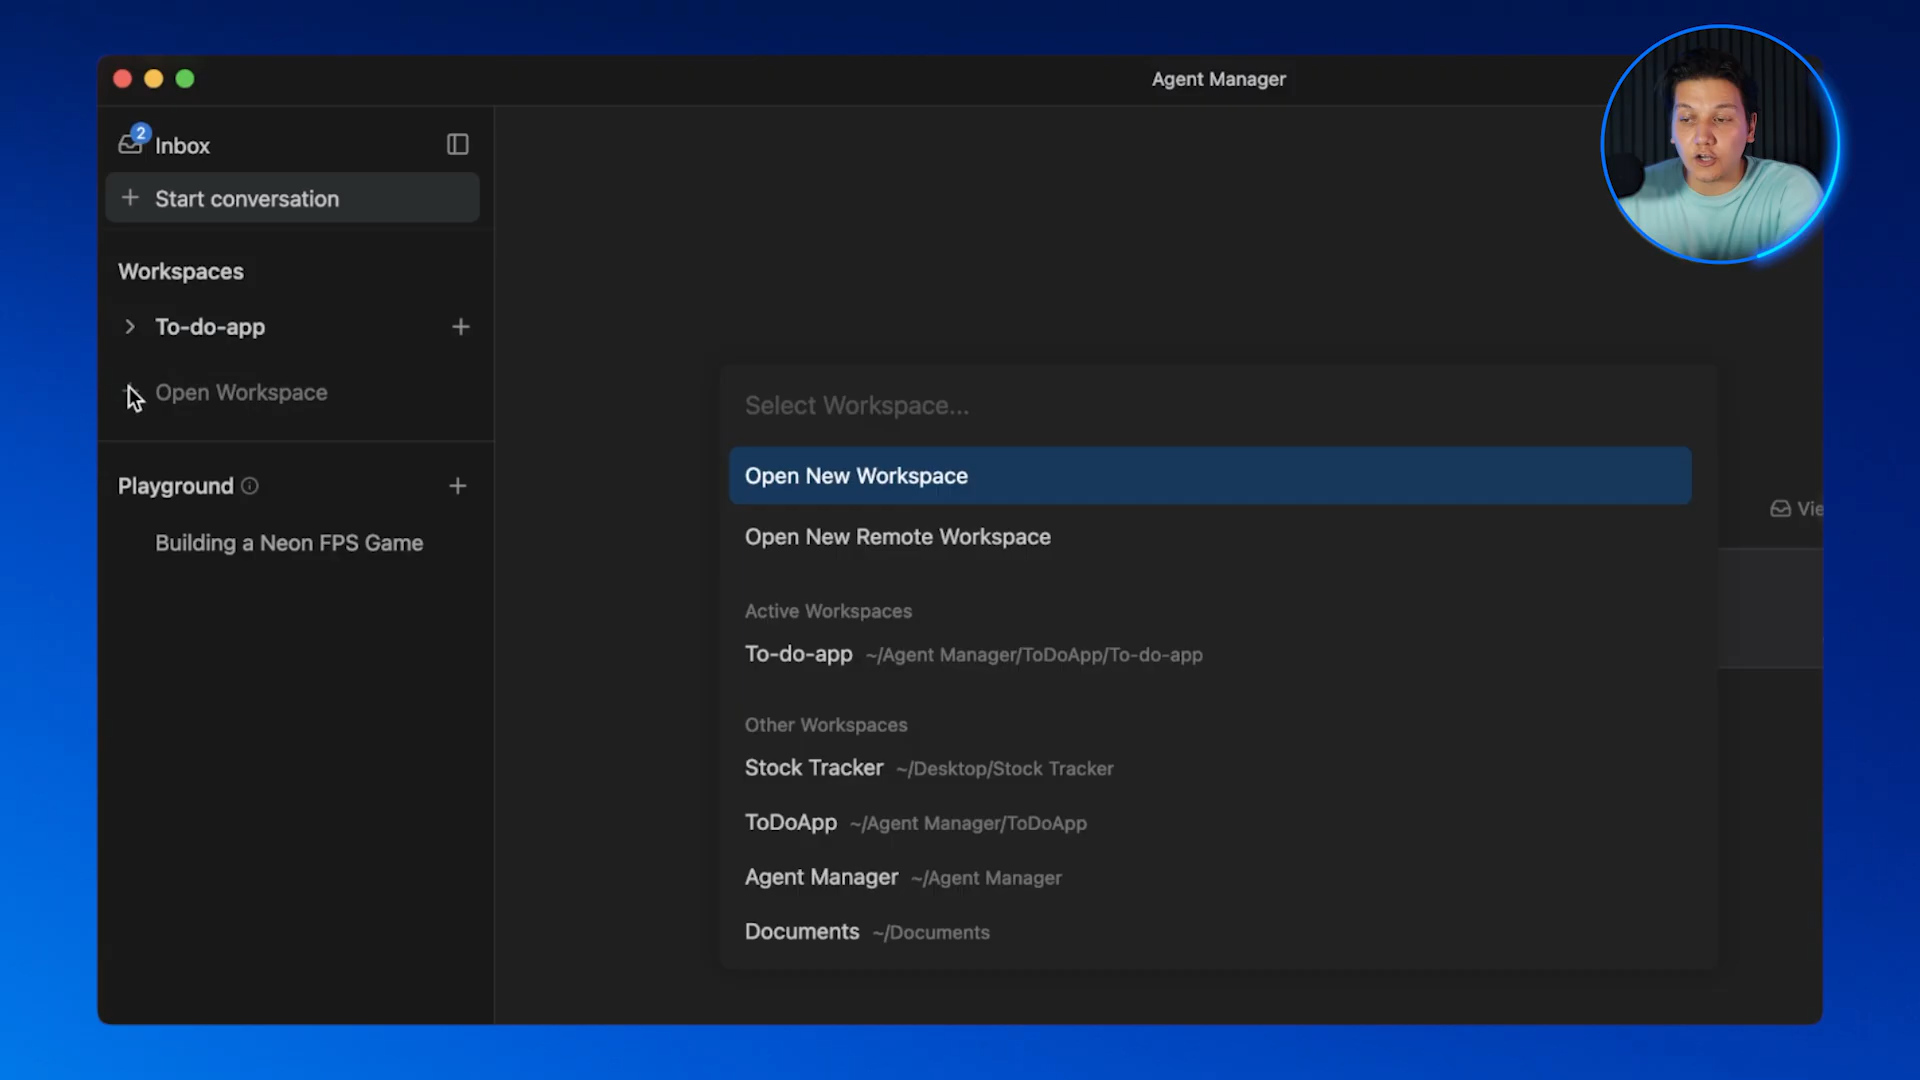 Agent Manager
2
Inbox
Start conversation
Workspaces
To-do-app
Open Workspace
Playground
Building a Neon FPS Game
Select Workspace...
Open New Workspace
Open New Remote Workspace
Active Workspaces
To-do-app ~/Agent Manager/ToDoApp/To-do-app
Other Workspaces
Stock Tracker ~/Desktop/Stock Tracker
ToDoApp ~/Agent Manager/ToDoApp
Agent Manager ~/Agent Manager
Documents ~/Documents
Vie